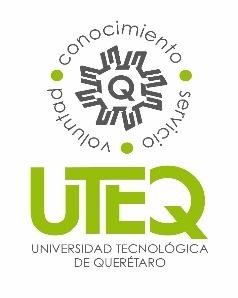 voluntad • conocimiento • servicio
Q
UTEQ
UNIVERSIDAD TECNOLÓGICA
DE QUERÉTARO